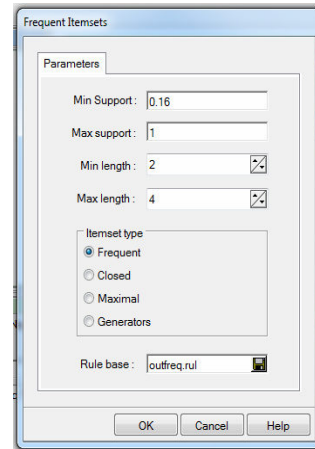 Frequent Itemsets
Parameters
Min Support : 0.16
Max support : 1
Min length : 2
Max length : 4
Itemset type
Frequent
Closed
Maximal
Generators
Rule base : outfreq.rul
OK Cancel Help